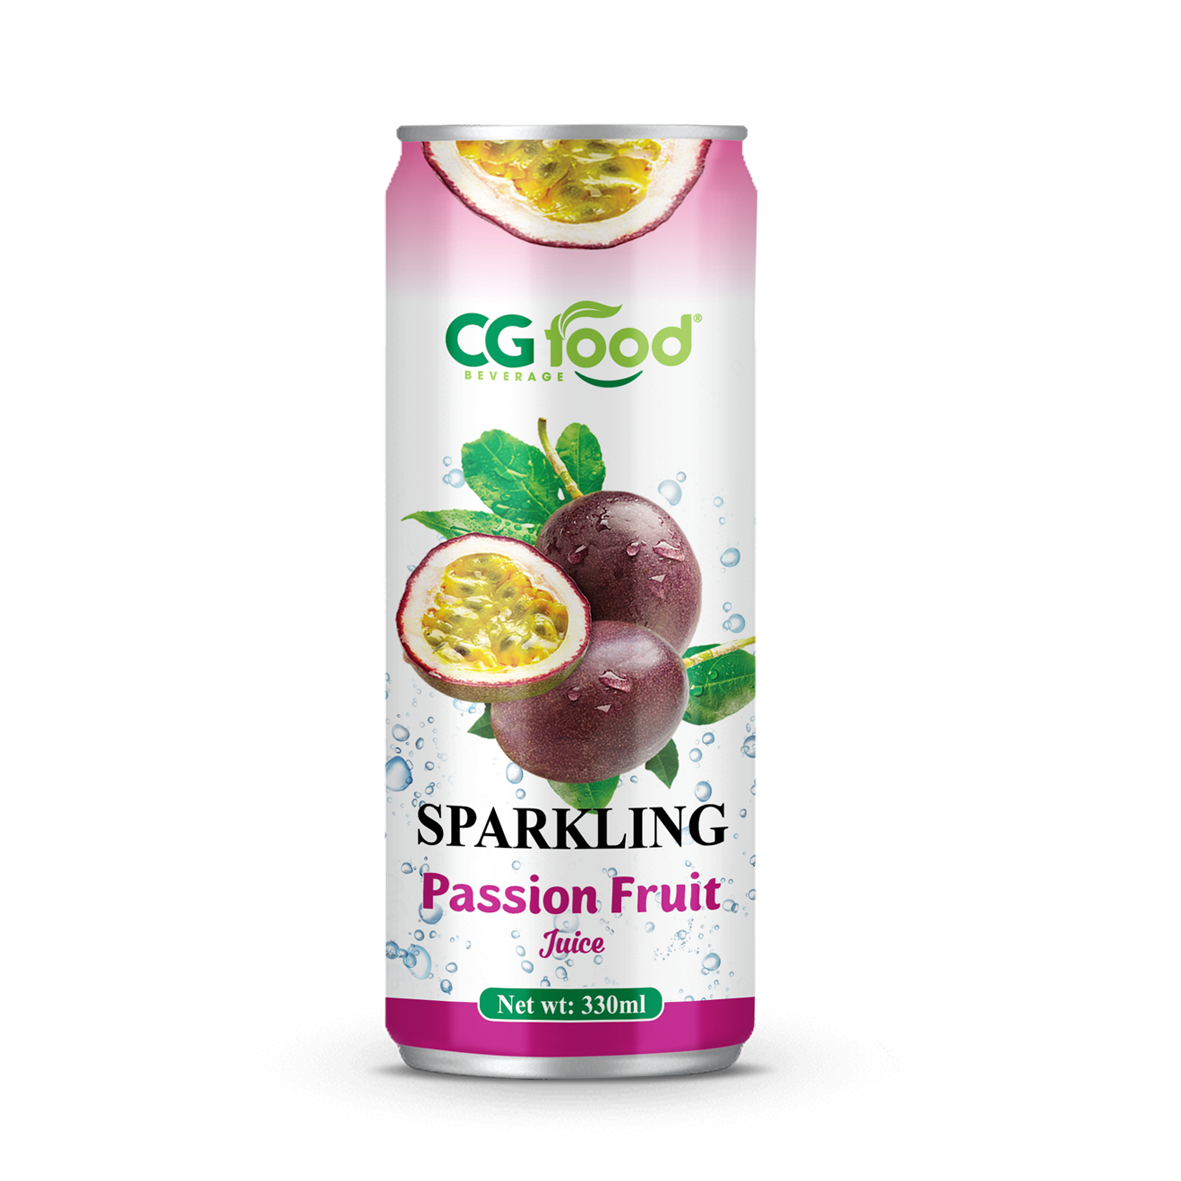 CG food®
BEVERAGE
SPARKLING
Passion Fruit
Juice
Net wt: 330ml